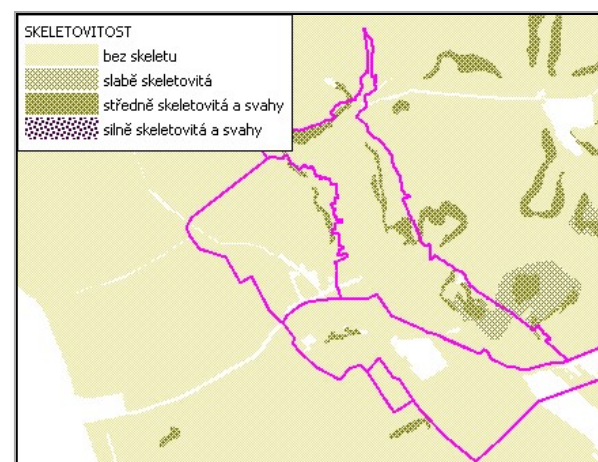 SKELETOVITOST
bez skeletu
slabě skeletovitá
středně skeletovitá a svahy
silně skeletovitá a svahy